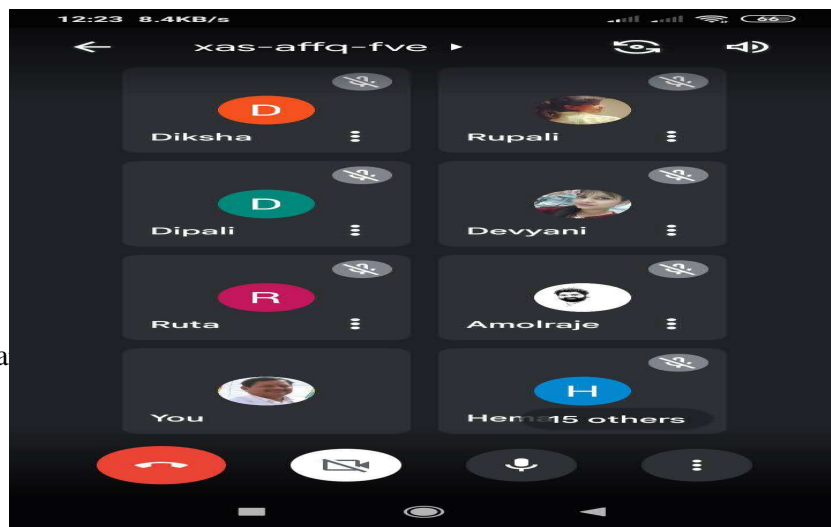 12:23 8.4KB/s 66
xas-affq-fve
D
Diksha
Rupali
D
Dipali
Devyani
R
Ruta
Amolraje
a
You
H
Hem 15 others